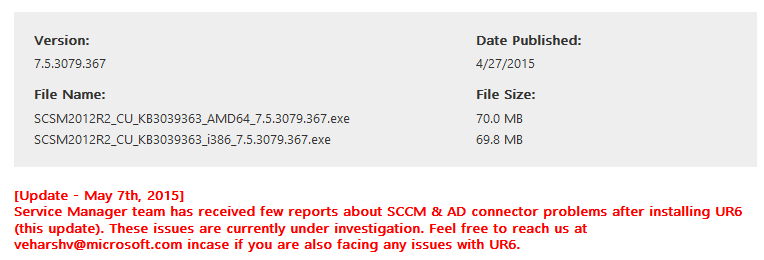 Version: Date Published:
7.5.3079.367 4/27/2015
File Name: File Size:
SCSM2012R2_CU_KB3039363_AMD64_7.5.3079.367.exe 70.0 MB
SCSM2012R2_CU_KB3039363_i386_7.5.3079.367.exe 69.8 MB
[Update - May 7th, 2015]
Service Manager team has received few reports about SCCM & AD connector problems after installing UR6
(this update). These issues are currently under investigation. Feel free to reach us at
veharshv@microsoft.com incase if you are also facing any issues with UR6.